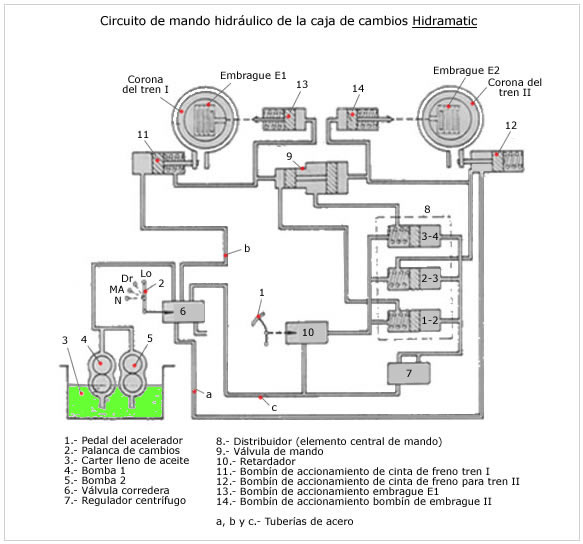 Circuito de mando hidráulico de la caja de cambios Hidramatic
Corona
del tren I
Embrague E1
13
14
Embrague E2
Corona del
tren II
11
9
12
8
3-4
2-3
1-2
b
Dr
Lo
MA
N
2
6
1
10
7
3
4
5
a
c
1.- Pedal del acelerador
2.- Palanca de cambios
3.- Carter lleno de aceite
4.- Bomba 1
5.- Bomba 2
6.- Válvula corredera
7.- Regulador centrífugo
8.- Distribuidor (elemento central de mando)
9.- Válvula de mando
10.- Retardador
11.- Bombín de accionamiento de cinta de freno tren I
12.- Bombín de accionamiento de cinta de freno para tren II
13.- Bombín de accionamiento embrague E1
14.- Bombín de accionamiento bombín de embrague II
a, b y c.- Tuberías de acero